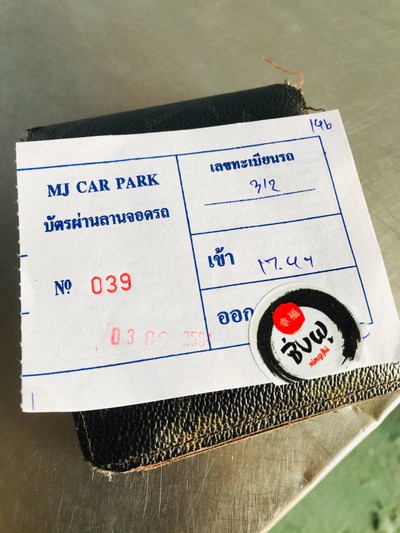 MJ CAR PARK
บัตรผ่านลานจอดรถ
Nº 039
เลขทะเบียนรถ
312
เข้า
17.47
ออก
ซิ่งฟู